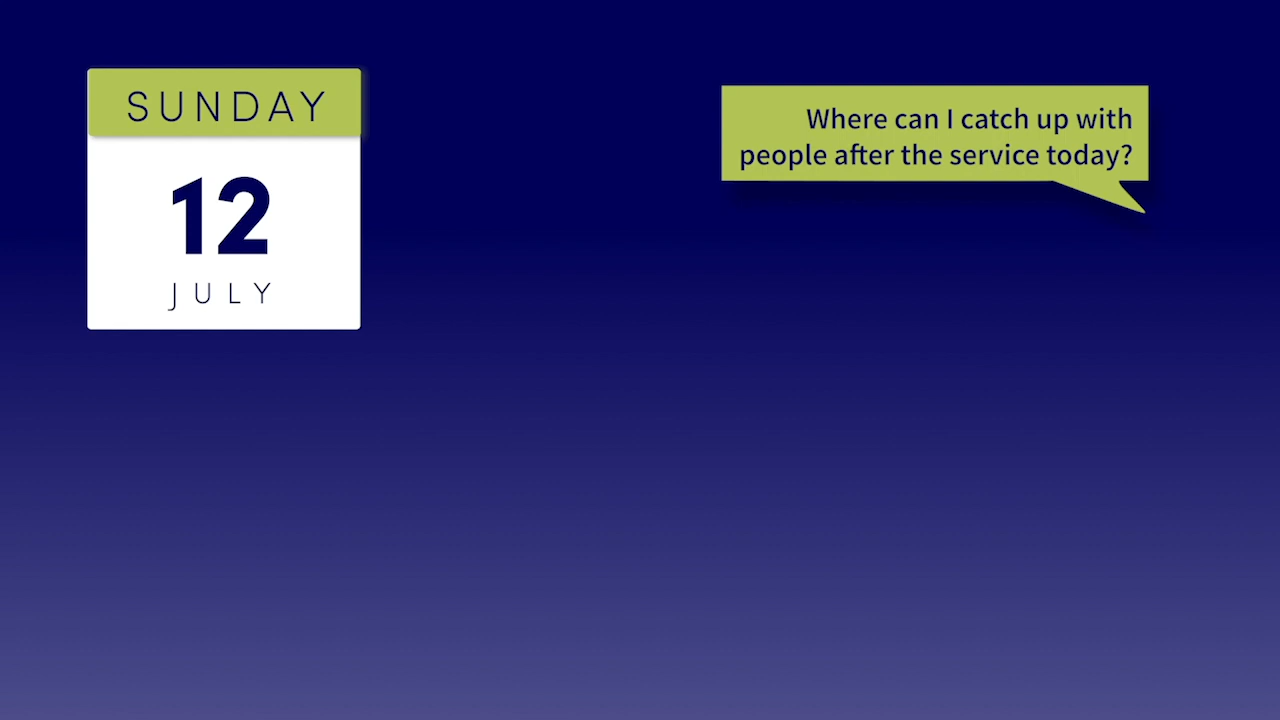 SUNDAY
12
JULY
Where can I catch up with
people after the service today?